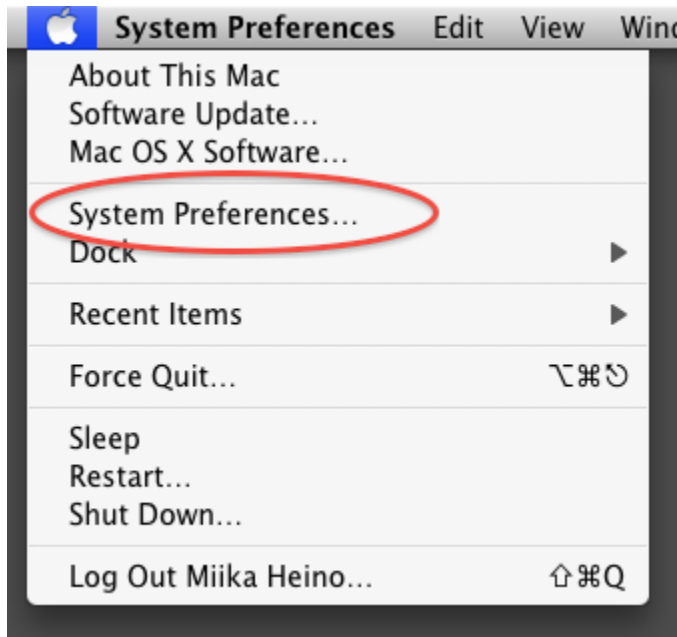 System Preferences Edit View
About This Mac
Software Update...
Mac OS X Software...
System Preferences...
Dock
Recent Items
Force Quit... ⌥⌘⎋
Sleep
Restart...
Shut Down...
Log Out Miika Heino... ⇧⌘Q